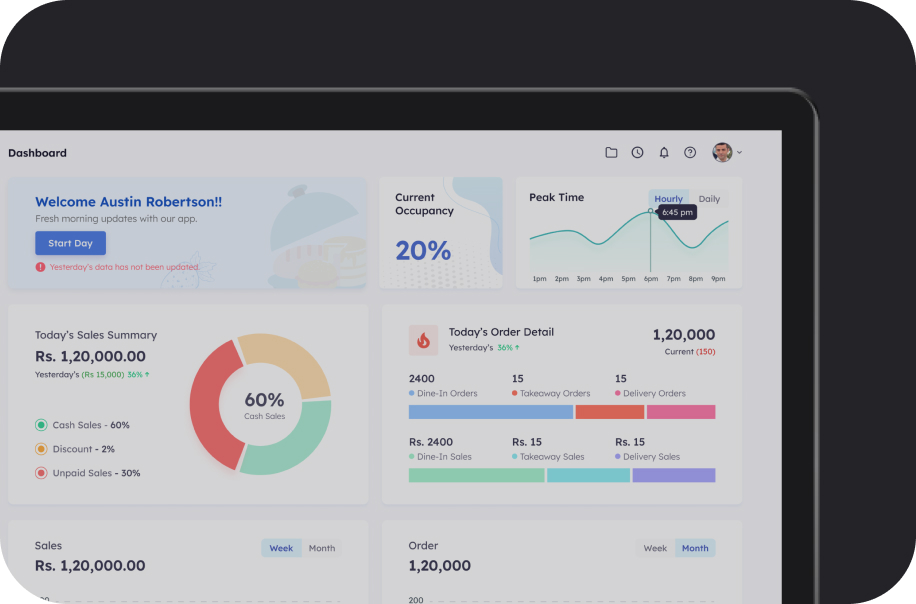 Dashboard
Welcome Austin Robertson!!
Fresh morning updates with our app.
Start Day
Yesterday's data has not been updated.
Current
Occupancy
20%
Peak Time
Hourly
Daily
6:45 pm
1pm 2pm 3pm 4pm 5pm 6pm 7pm 8pm 9pm
Today's Sales Summary
Rs. 1,20,000.00
Yesterday's (Rs 15,000) 36% ↑
Cash Sales - 60%
Discount - 2%
Unpaid Sales - 30%
60%
Cash Sales
Today's Order Detail
Yesterday's 36% ↑
1,20,000
Current (150)
2400 15 15
Dine-In Orders Takeaway Orders Delivery Orders
Rs. 2400 Rs. 15 Rs. 15
Dine-In Sales Takeaway Sales Delivery Sales
Sales
Week Month
Rs. 1,20,000.00
Order
Week Month
1,20,000
200